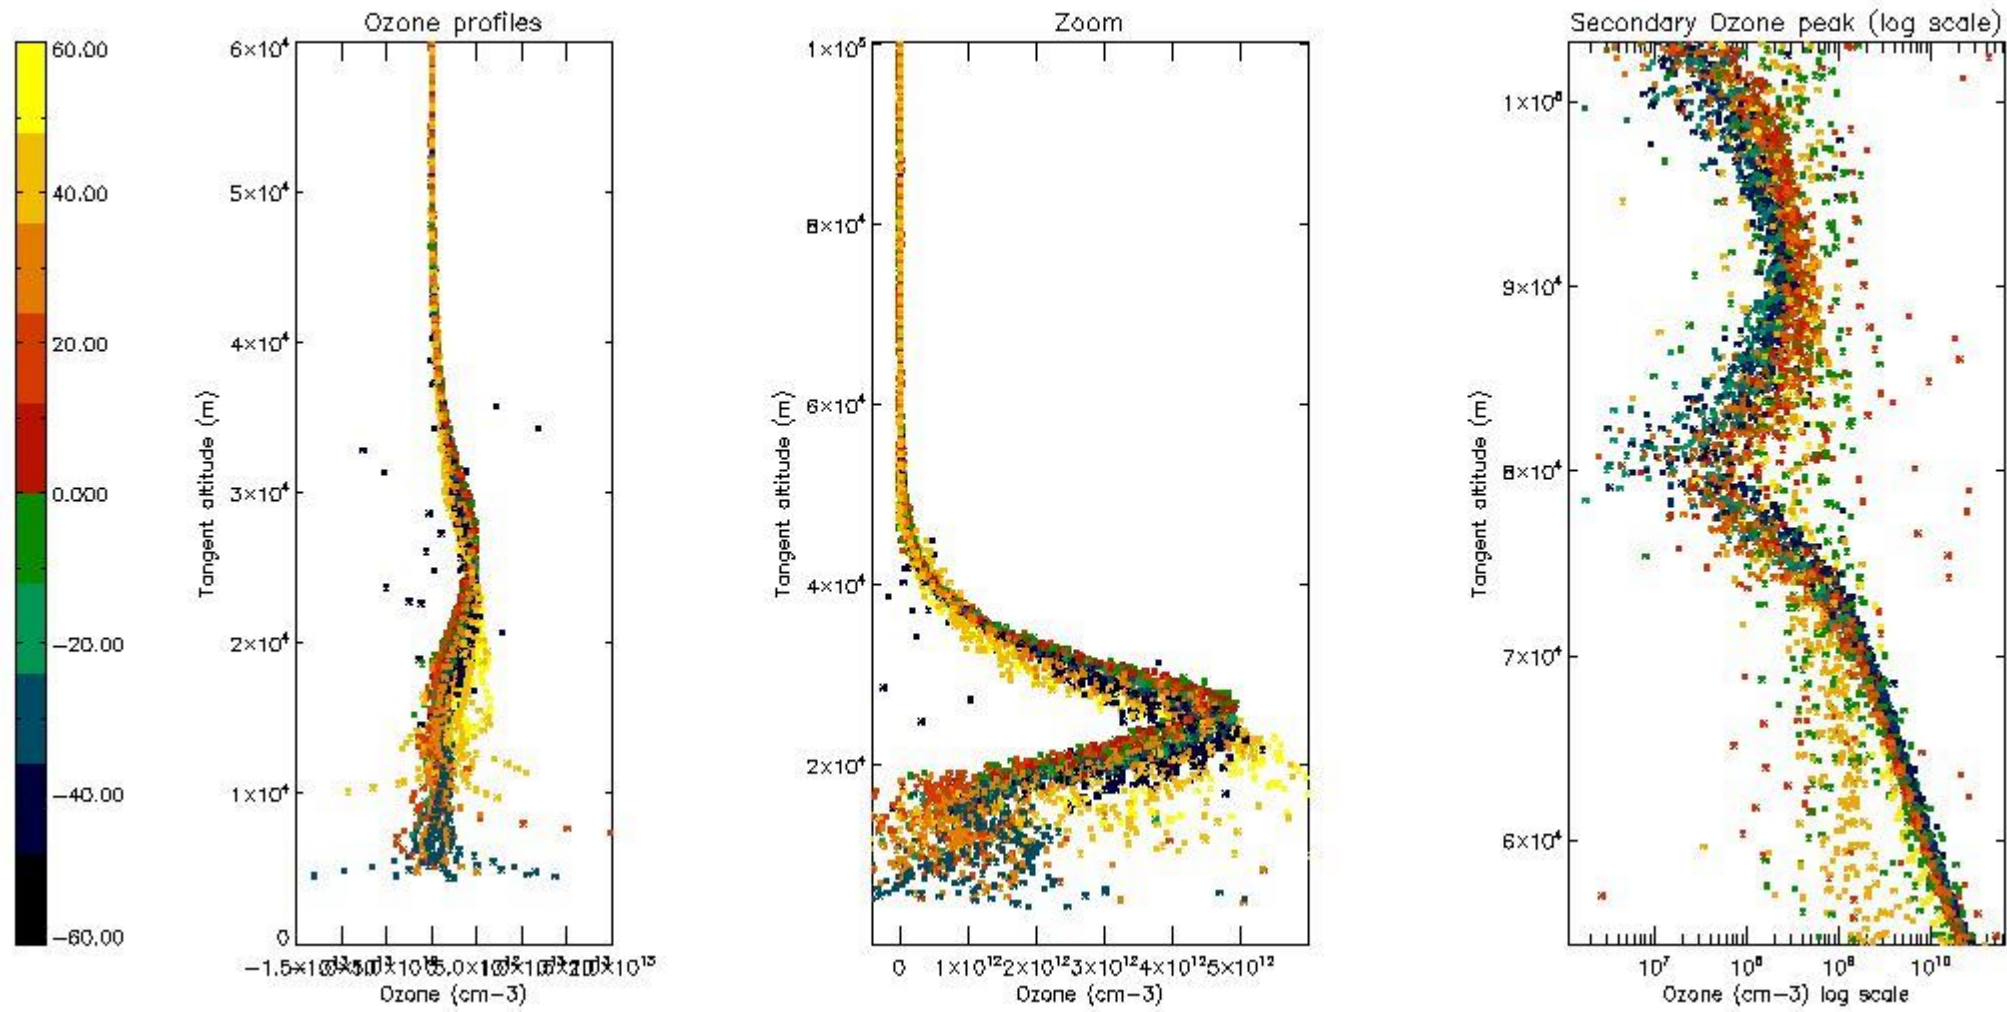 Ozone profiles
Zoom
Secondary Ozone peak (log scale)
60.00
40.00
20.00
0.000
−20.00
−40.00
−60.00
6×10⁴
5×10⁴
4×10⁴
3×10⁴
2×10⁴
1×10⁴
0
Tangent altitude (m)
Ozone (cm−3)
1×10⁵
8×10⁴
6×10⁴
4×10⁴
2×10⁴
Tangent altitude (m)
0 1×10¹² 2×10¹² 3×10¹² 4×10¹² 5×10¹²
Ozone (cm−3)
9×10⁴
8×10⁴
7×10⁴
6×10⁴
Tangent altitude (m)
10⁷ 10⁸ 10⁹ 10¹⁰
Ozone (cm−3) log scale